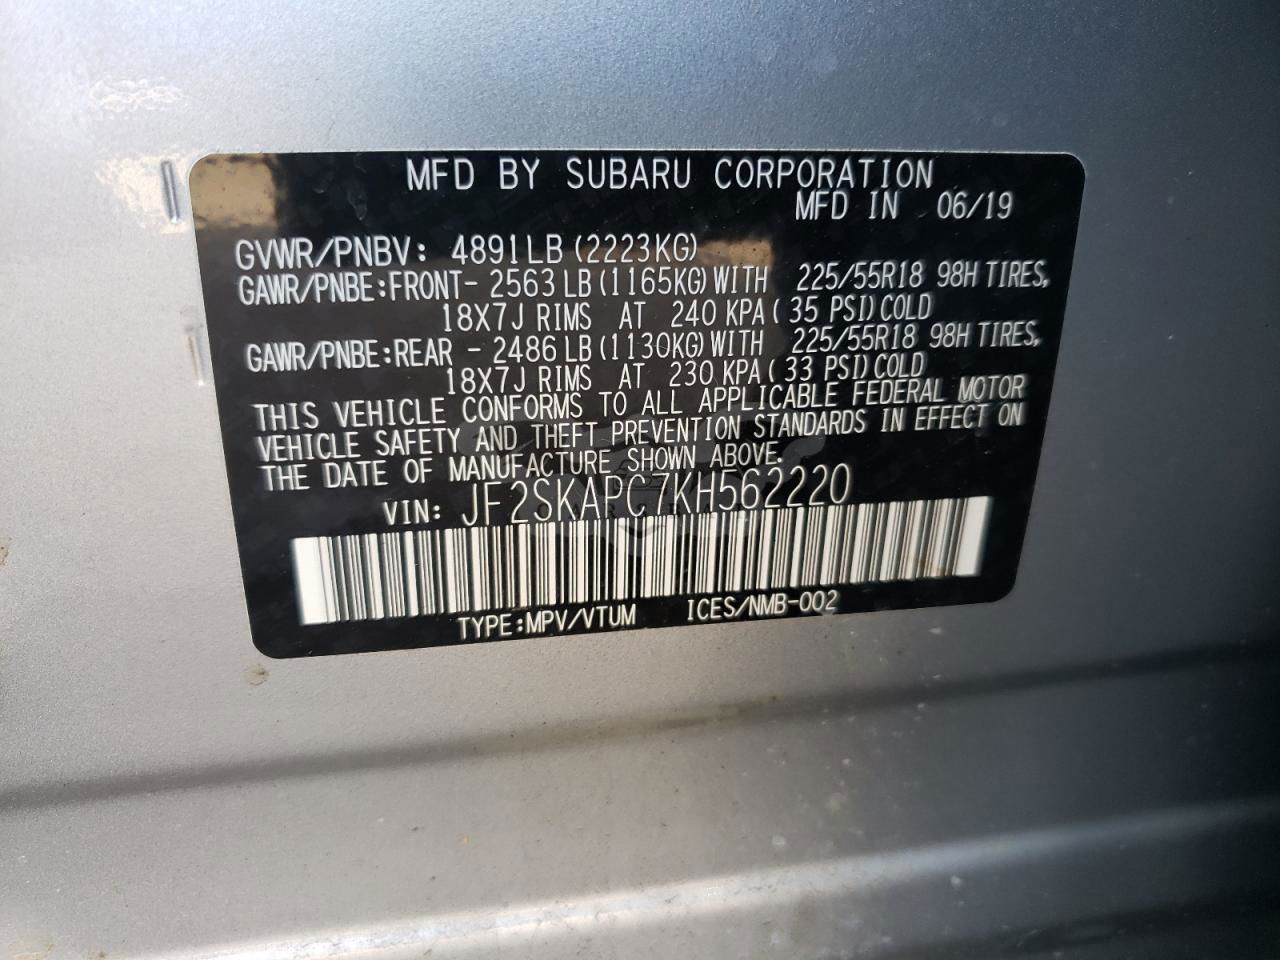 MFD BY SUBARU CORPORATION
MFD IN 06/19
GVWR/PNBV: 4891LB (2223KG)
GAWR/PNBE:FRONT- 2563 LB (1165KG) WITH 225/55R18 98H TIRES,
18X7J RIMS AT 240 KPA ( 35 PSI) COLD
GAWR/PNBE:REAR - 2486 LB (1130KG) WITH 225/55R18 98H TIRES,
18X7J RIMS AT 230 KPA ( 33 PSI) COLD
THIS VEHICLE CONFORMS TO ALL APPLICABLE FEDERAL MOTOR
VEHICLE SAFETY AND THEFT PREVENTION STANDARDS IN EFFECT ON
THE DATE OF MANUFACTURE SHOWN ABOVE.
VIN: JF2SKAPC7KH562220
TYPE:MPV/VTUM ICES/NMB-002